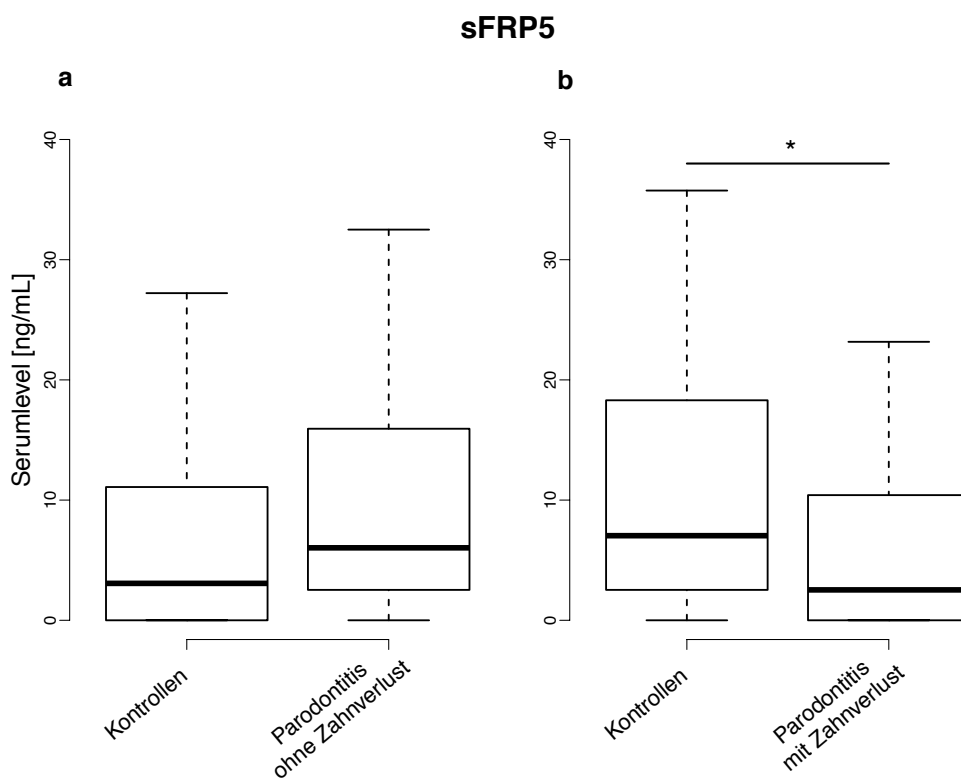 sFRP5
a
b
Serumlevel [ng/mL]
40
30
20
10
0
Kontrollen
Parodontitis
ohne Zahnverlust
40
30
20
10
0
*
Kontrollen
Parodontitis
mit Zahnverlust